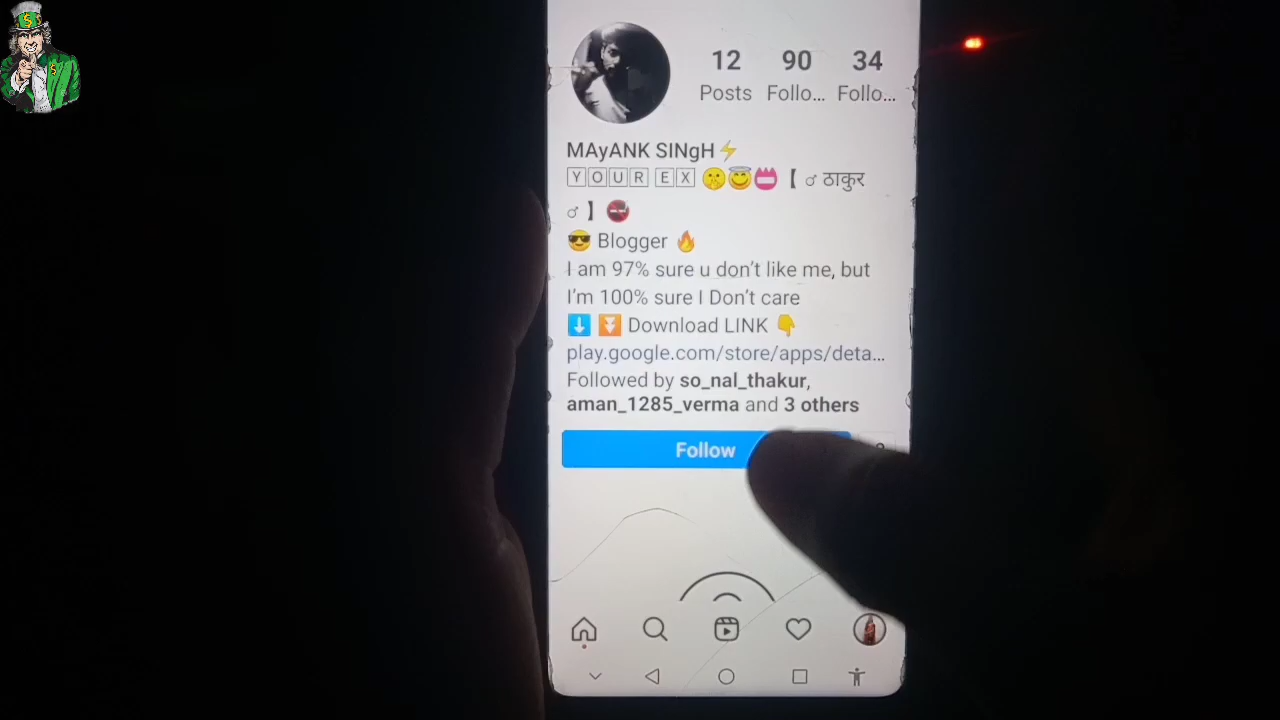 12 90 34
Posts Follo... Follo...
MAyANK SINgH⚡
🅈🄾🅄🅁 🄴🅇 🤫😇📛【 ♂ ठाकुर
♂ 】 🚭
😎 Blogger 🔥
I am 97% sure u don't like me, but
I'm 100% sure I Don't care
⬇️ ⏬ Download LINK 👇
play.google.com/store/apps/deta...
Followed by so_nal_thakur,
aman_1285_verma and 3 others
Follow